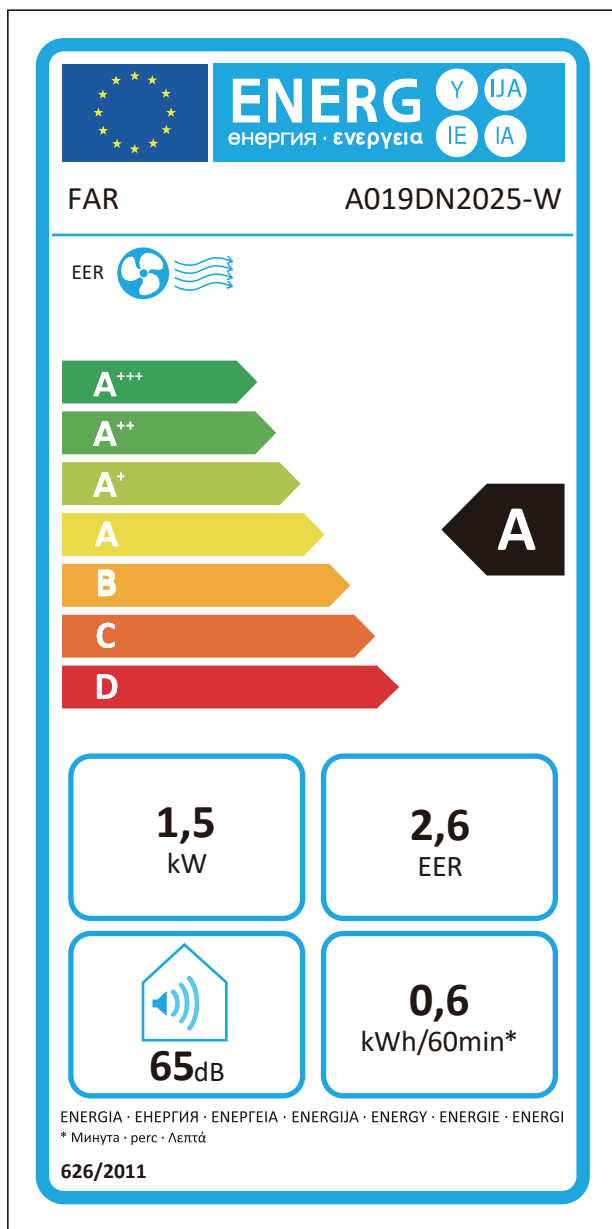 ENERG Y IJA
енергия · ενεργεια IE IA
FAR A019DN2025-W
EER
A+++
A++
A+
A
A
B
C
D
1,5 2,6
kW EER
65dB
0,6
kWh/60min*
ENERGIA · ЕНЕРГИЯ · ΕΝΕΡΓΕΙΑ · ENERGIJA · ENERGY · ENERGIE · ENERGI
* Минута · perc · Λεπτά
626/2011